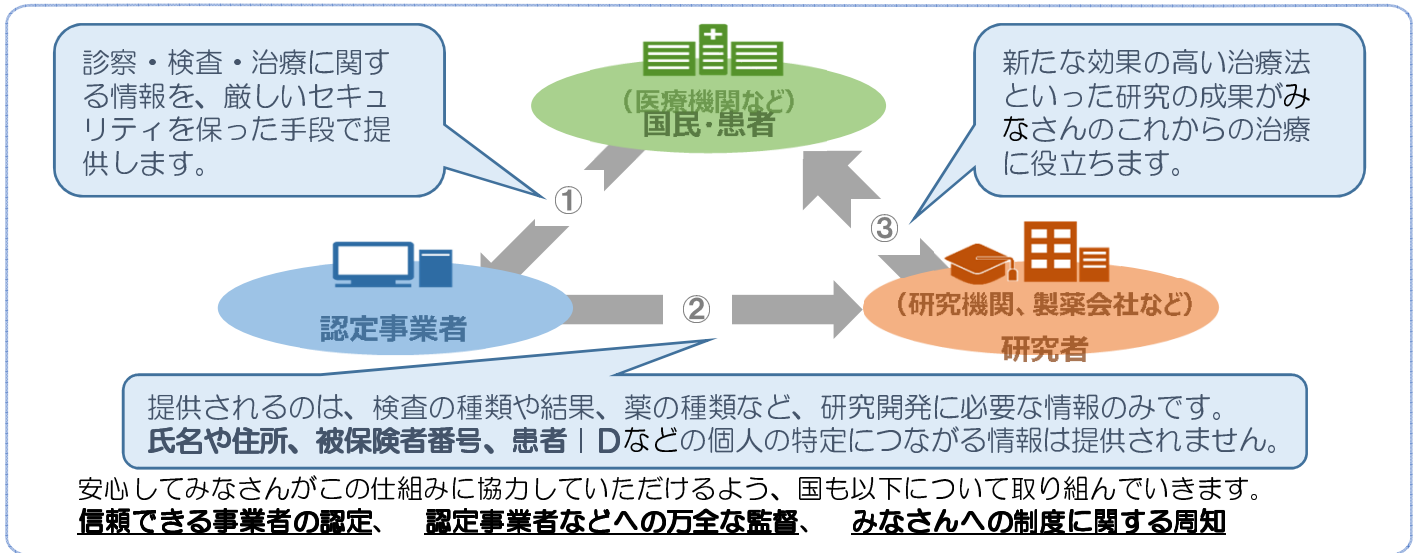 診察・検査・治療に関す
る情報を、厳しいセキュ
リティを保った手段で提
供します。
（医療機関など）
国民･患者
新たな効果の高い治療法
といった研究の成果がみ
なさんのこれからの治療
に役立ちます。
①
③
認定事業者
②
（研究機関、製薬会社など）
研究者
提供されるのは、検査の種類や結果、薬の種類など、研究開発に必要な情報のみです。
氏名や住所、被保険者番号、患者ＩＤなどの個人の特定につながる情報は提供されません。
安心してみなさんがこの仕組みに協力していただけるよう、国も以下について取り組んでいきます。
信頼できる事業者の認定、　認定事業者などへの万全な監督、　みなさんへの制度に関する周知